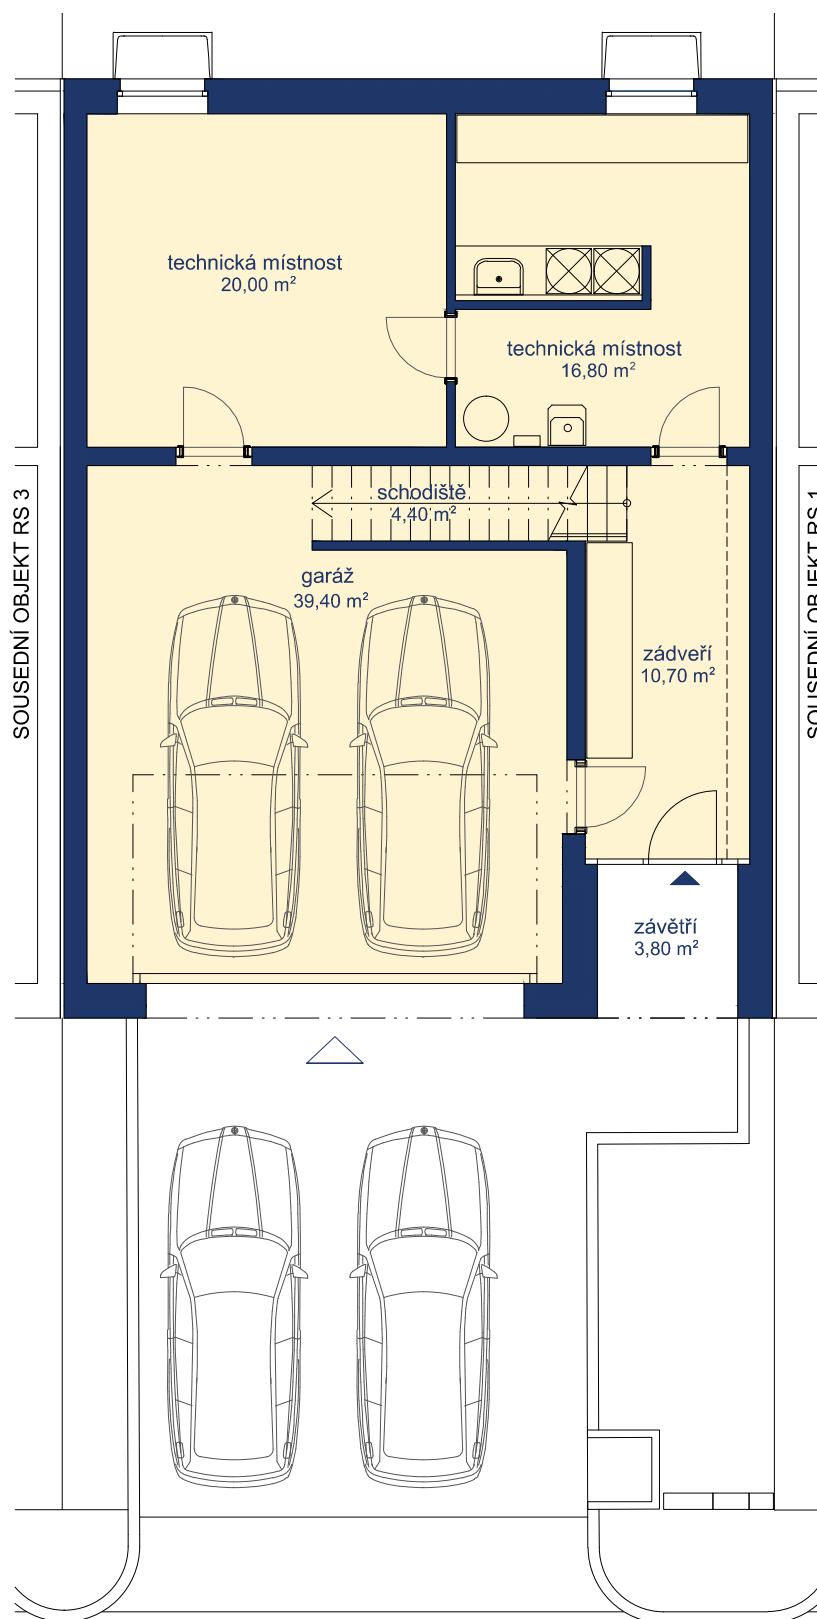 technická místnost
20,00 m²
technická místnost
16,80 m²
schodiště
4,40 m²
garáž
39,40 m²
zádveří
10,70 m²
závětří
3,80 m²
SOUSEDNÍ OBJEKT RS 3
SOUSEDNÍ OBJEKT RS 1